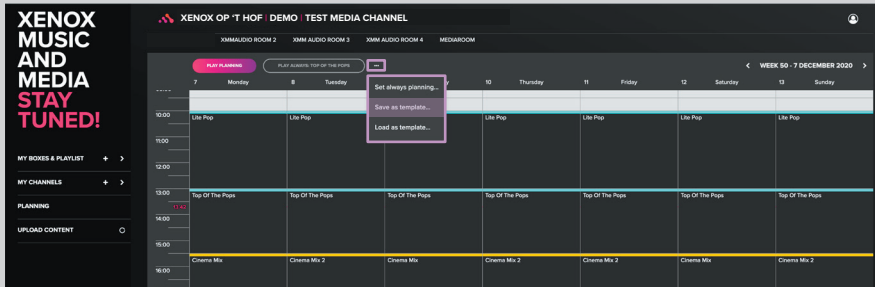 XENOX
MUSIC
AND
MEDIA
STAY
TUNED!
MY BOXES & PLAYLIST + >
MY CHANNELS + >
PLANNING
UPLOAD CONTENT
XENOX OP 'T HOF | DEMO | TEST MEDIA CHANNEL
XMMAUDIO ROOM 2 XMM AUDIO ROOM 3 XMM AUDIO ROOM 4 MEDIAROOM
PLAY PLANNING PLAY ALWAYS: TOP OF THE POPS ... < WEEK 50 - 7 DECEMBER 2020 >
7 Monday 8 Tuesday 10 Thursday 11 Friday 12 Saturday 13 Sunday
Set always planning...
Save as template...
Load as template...
10:00 Lite Pop Lite Pop Lite Pop Lite Pop Lite Pop Lite Pop
11:00
12:00
13:00 Top Of The Pops Top Of The Pops Top Of The Pops Top Of The Pops Top Of The Pops Top Of The Pops Top Of The Pops
14:00
15:00
Cinema Mix Cinema Mix 2 Cinema Mix Cinema Mix 2 Cinema Mix 2 Cinema Mix Cinema Mix 2
16:00